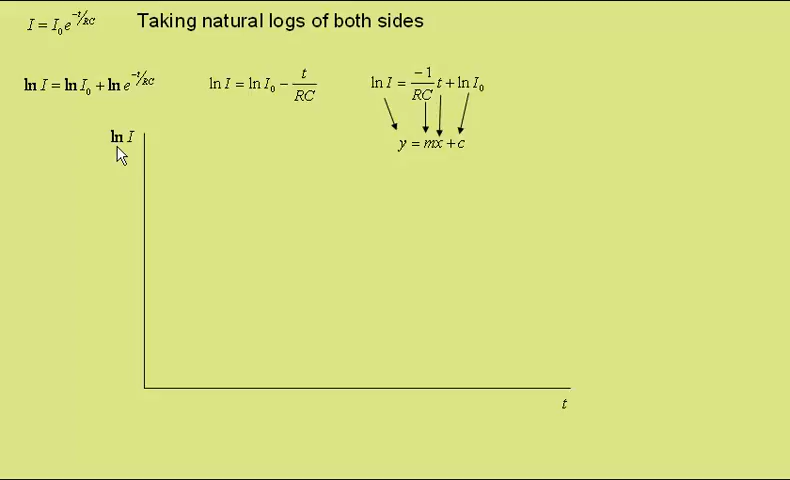 I = I₀e^(-t/RC) Taking natural logs of both sides
ln I = ln I₀ + ln e^(-t/RC) ln I = ln I₀ − t/RC ln I = -1/RC t + ln I₀
y = mx + c
ln I
t